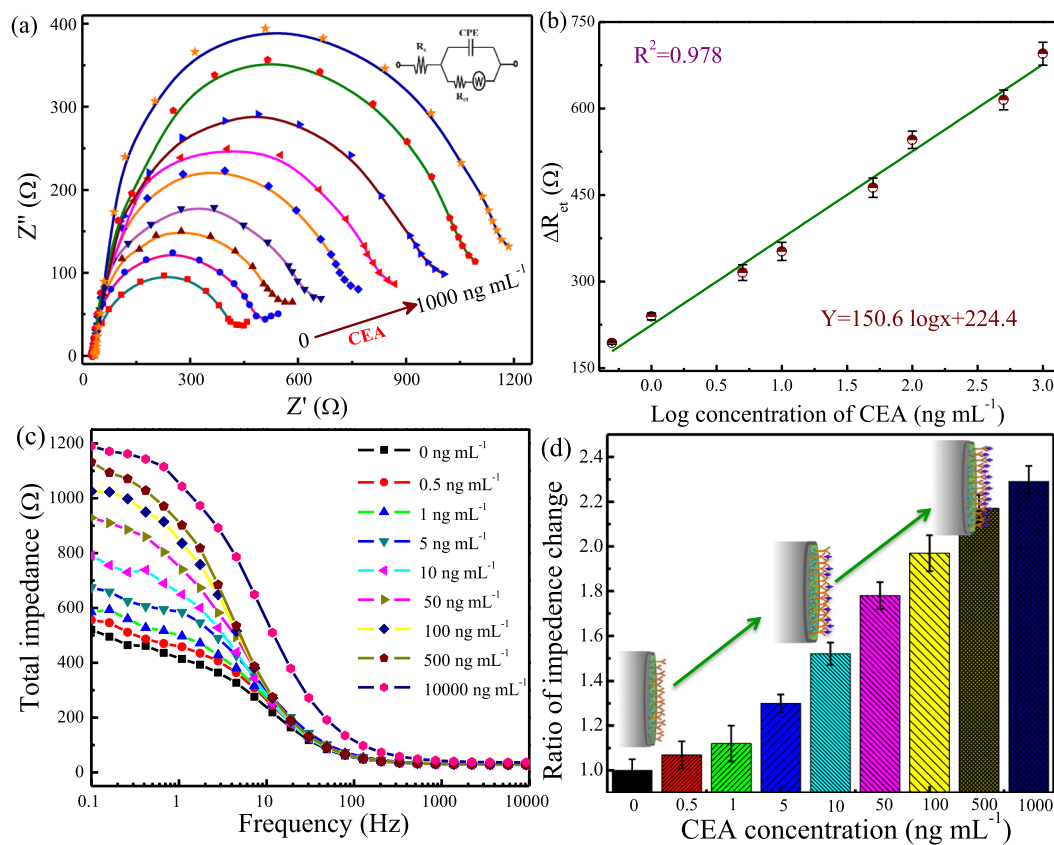 (a)
400
300
200
100
0
Z" (Ω)
0 300 600 900 1200
Z' (Ω)
CPE
Rs
W
Ret
0
CEA
1000 ng mL-1
(b)
750
600
450
300
150
ΔRet (Ω)
R2=0.978
Y=150.6 logx+224.4
0.0 0.5 1.0 1.5 2.0 2.5 3.0
Log concentration of CEA (ng mL-1)
(c)
1200
1000
800
600
400
200
0
Total impedance (Ω)
0 ng mL-1
0.5 ng mL-1
1 ng mL-1
5 ng mL-1
10 ng mL-1
50 ng mL-1
100 ng mL-1
500 ng mL-1
10000 ng mL-1
0.1 1 10 100 1000 10000
Frequency (Hz)
(d)
2.4
2.2
2.0
1.8
1.6
1.4
1.2
1.0
Ratio of impedence change
0 0.5 1 5 10 50 100 500 1000
CEA concentration (ng mL-1)